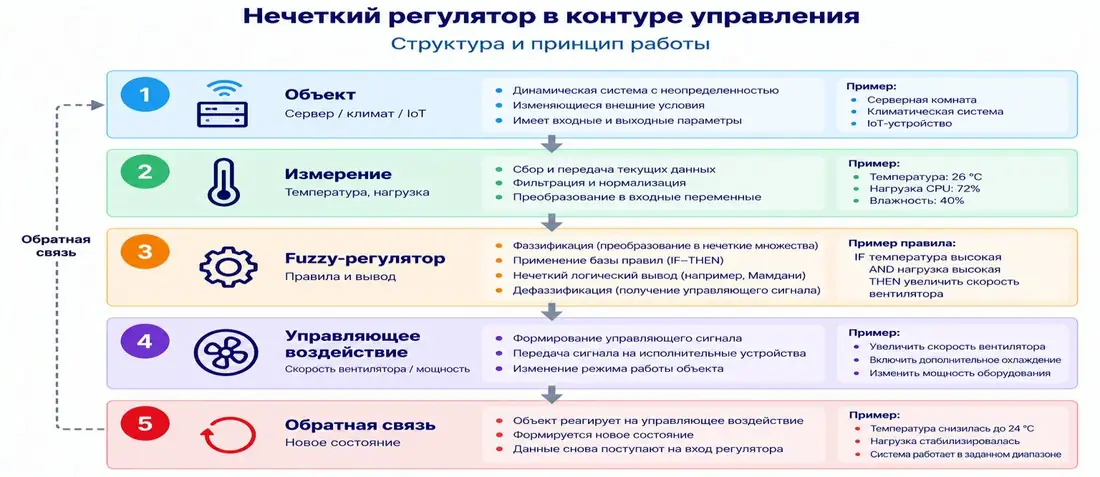 Нечеткий регулятор в контуре управления
Структура и принцип работы
1
Объект
Сервер / климат / IoT
Динамическая система с неопределенностью
Изменяющиеся внешние условия
Имеет входные и выходные параметры
Пример:
Серверная комната
Климатическая система
IoT-устройство
2
Измерение
Температура, нагрузка
Сбор и передача текущих данных
Фильтрация и нормализация
Преобразование в входные переменные
Пример:
Температура: 26 °C
Нагрузка CPU: 72%
Влажность: 40%
Обратная
связь
3
Fuzzy-регулятор
Правила и вывод
Фаззификация (преобразование в нечеткие множества)
Применение базы правил (IF–THEN)
Нечеткий логический вывод (например, Мамдани)
Дефаззификация (получение управляющего сигнала)
Пример правила:
IF температура высокая
AND нагрузка высокая
THEN увеличить скорость
вентилятора
4
Управляющее
воздействие
Скорость вентилятора / мощность
Формирование управляющего сигнала
Передача сигнала на исполнительные устройства
Изменение режима работы объекта
Пример:
Увеличить скорость вентилятора
Включить дополнительное охлаждение
Изменить мощность оборудования
5
Обратная связь
Новое состояние
Объект реагирует на управляющее воздействие
Формируется новое состояние
Данные снова поступают на вход регулятора
Пример:
Температура снизилась до 24 °C
Нагрузка стабилизировалась
Система работает в заданном диапазоне